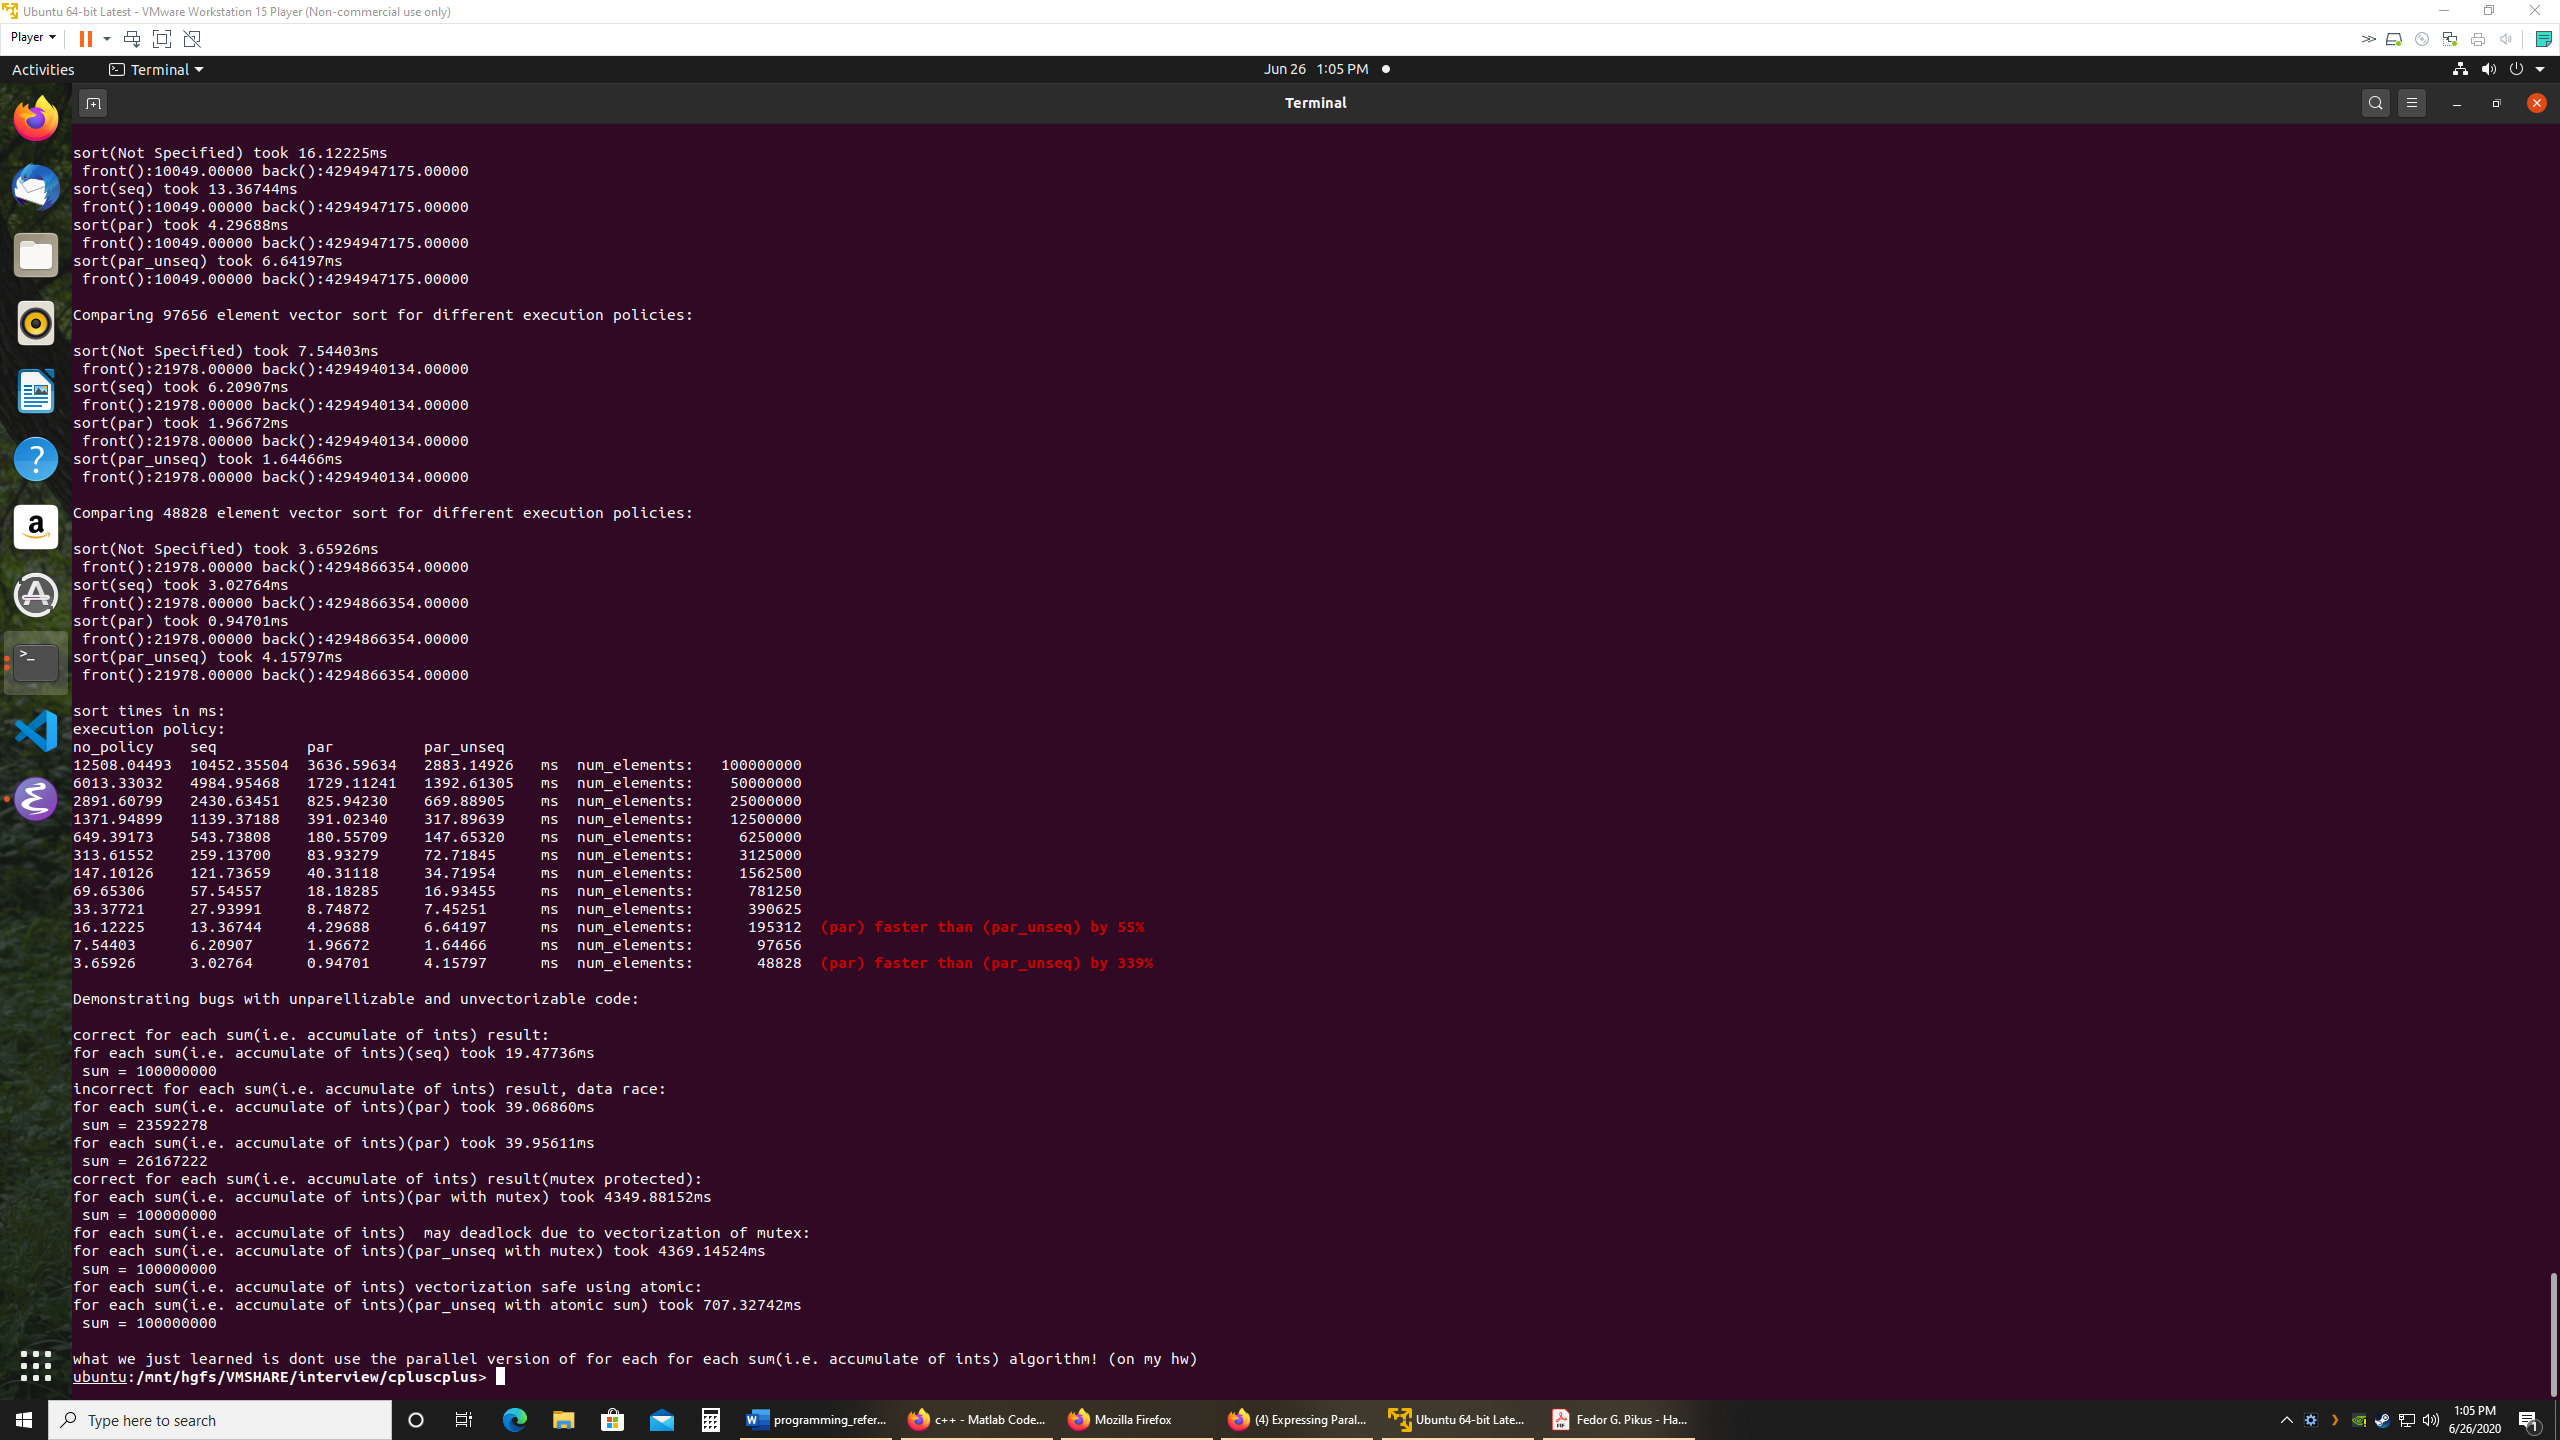 Ubuntu 64-bit Latest - VMware Workstation 15 Player (Non-commercial use only)
Player
Activities
Terminal
Jun 26 1:05 PM
Terminal
sort(Not Specified) took 16.12225ms
front():10049.00000 back():4294947175.00000
sort(seq) took 13.36744ms
front():10049.00000 back():4294947175.00000
sort(par) took 4.29688ms
front():10049.00000 back():4294947175.00000
sort(par_unseq) took 6.64197ms
front():10049.00000 back():4294947175.00000
Comparing 97656 element vector sort for different execution policies:
sort(Not Specified) took 7.54403ms
front():21978.00000 back():4294940134.00000
sort(seq) took 6.20907ms
front():21978.00000 back():4294940134.00000
sort(par) took 1.96672ms
front():21978.00000 back():4294940134.00000
sort(par_unseq) took 1.64466ms
front():21978.00000 back():4294940134.00000
Comparing 48828 element vector sort for different execution policies:
sort(Not Specified) took 3.65926ms
front():21978.00000 back():4294866354.00000
sort(seq) took 3.02764ms
front():21978.00000 back():4294866354.00000
sort(par) took 0.94701ms
front():21978.00000 back():4294866354.00000
sort(par_unseq) took 4.15797ms
front():21978.00000 back():4294866354.00000
sort times in ms:
execution policy:
no_policy seq par par_unseq
12508.04493 10452.35504 3636.59634 2883.14926 ms num_elements: 100000000
6013.33032 4984.95468 1729.11241 1392.61305 ms num_elements: 50000000
2891.60799 2430.63451 825.94230 669.88905 ms num_elements: 25000000
1371.94899 1139.37188 391.02340 317.89639 ms num_elements: 12500000
649.39173 543.73808 180.55709 147.65320 ms num_elements: 6250000
313.61552 259.13700 83.93279 72.71845 ms num_elements: 3125000
147.10126 121.73659 40.31118 34.71954 ms num_elements: 1562500
69.65306 57.54557 18.18285 16.93455 ms num_elements: 781250
33.37721 27.93991 8.74872 7.45251 ms num_elements: 390625
16.12225 13.36744 4.29688 6.64197 ms num_elements: 195312 (par) faster than (par_unseq) by 55%
7.54403 6.20907 1.96672 1.64466 ms num_elements: 97656
3.65926 3.02764 0.94701 4.15797 ms num_elements: 48828 (par) faster than (par_unseq) by 339%
Demonstrating bugs with unparellizable and unvectorizable code:
correct for each sum(i.e. accumulate of ints) result:
for each sum(i.e. accumulate of ints)(seq) took 19.47736ms
sum = 100000000
incorrect for each sum(i.e. accumulate of ints) result, data race:
for each sum(i.e. accumulate of ints)(par) took 39.06860ms
sum = 23592278
for each sum(i.e. accumulate of ints)(par) took 39.95611ms
sum = 26167222
correct for each sum(i.e. accumulate of ints) result(mutex protected):
for each sum(i.e. accumulate of ints)(par with mutex) took 4349.88152ms
sum = 100000000
for each sum(i.e. accumulate of ints)  may deadlock due to vectorization of mutex:
for each sum(i.e. accumulate of ints)(par_unseq with mutex) took 4369.14524ms
sum = 100000000
for each sum(i.e. accumulate of ints) vectorization safe using atomic:
for each sum(i.e. accumulate of ints)(par_unseq with atomic sum) took 707.32742ms
sum = 100000000
what we just learned is dont use the parallel version of for each for each sum(i.e. accumulate of ints) algorithm! (on my hw)
ubuntu:/mnt/hgfs/VMSHARE/interview/cpluscplus>
Type here to search
programming_refer...
c++ - Matlab Code...
Mozilla Firefox
(4) Expressing Paral...
Ubuntu 64-bit Late...
Fedor G. Pikus - Ha...
1:05 PM
6/26/2020
1